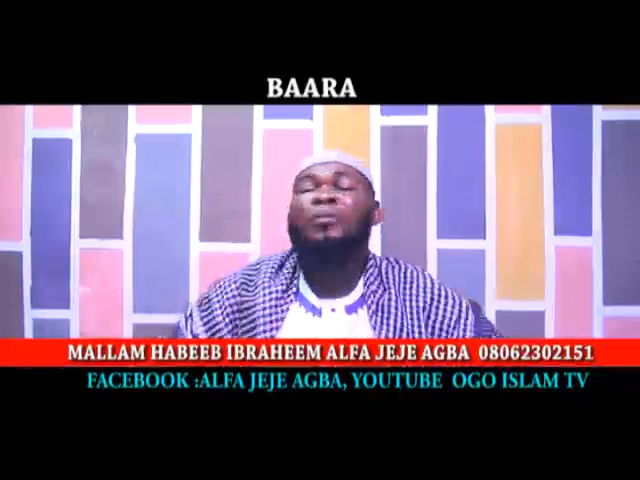 BAARA
MALLAM HABEEB IBRAHEEM ALFA JEJE AGBA 08062302151
FACEBOOK :ALFA JEJE AGBA, YOUTUBE OGO ISLAM TV